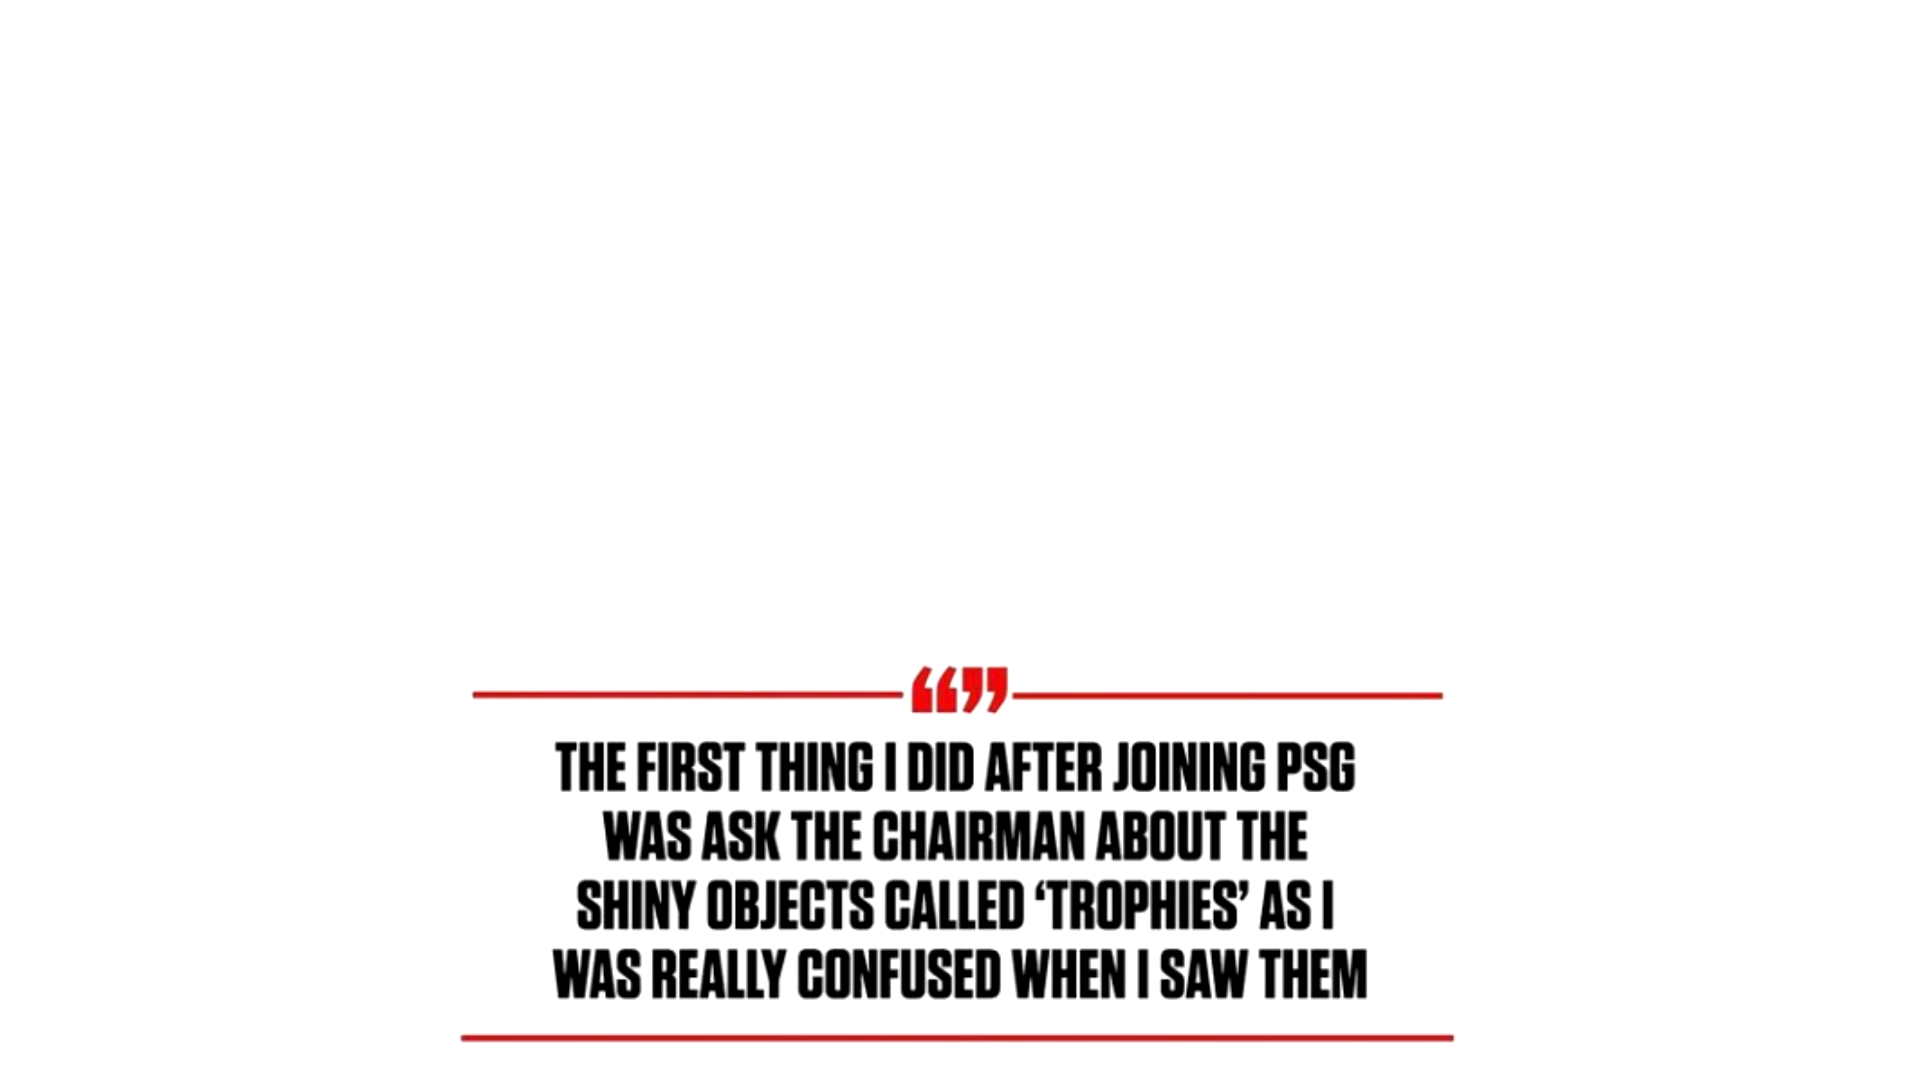 “”
THE FIRST THING I DID AFTER JOINING PSG
WAS ASK THE CHAIRMAN ABOUT THE
SHINY OBJECTS CALLED ‘TROPHIES’ AS I
WAS REALLY CONFUSED WHEN I SAW THEM